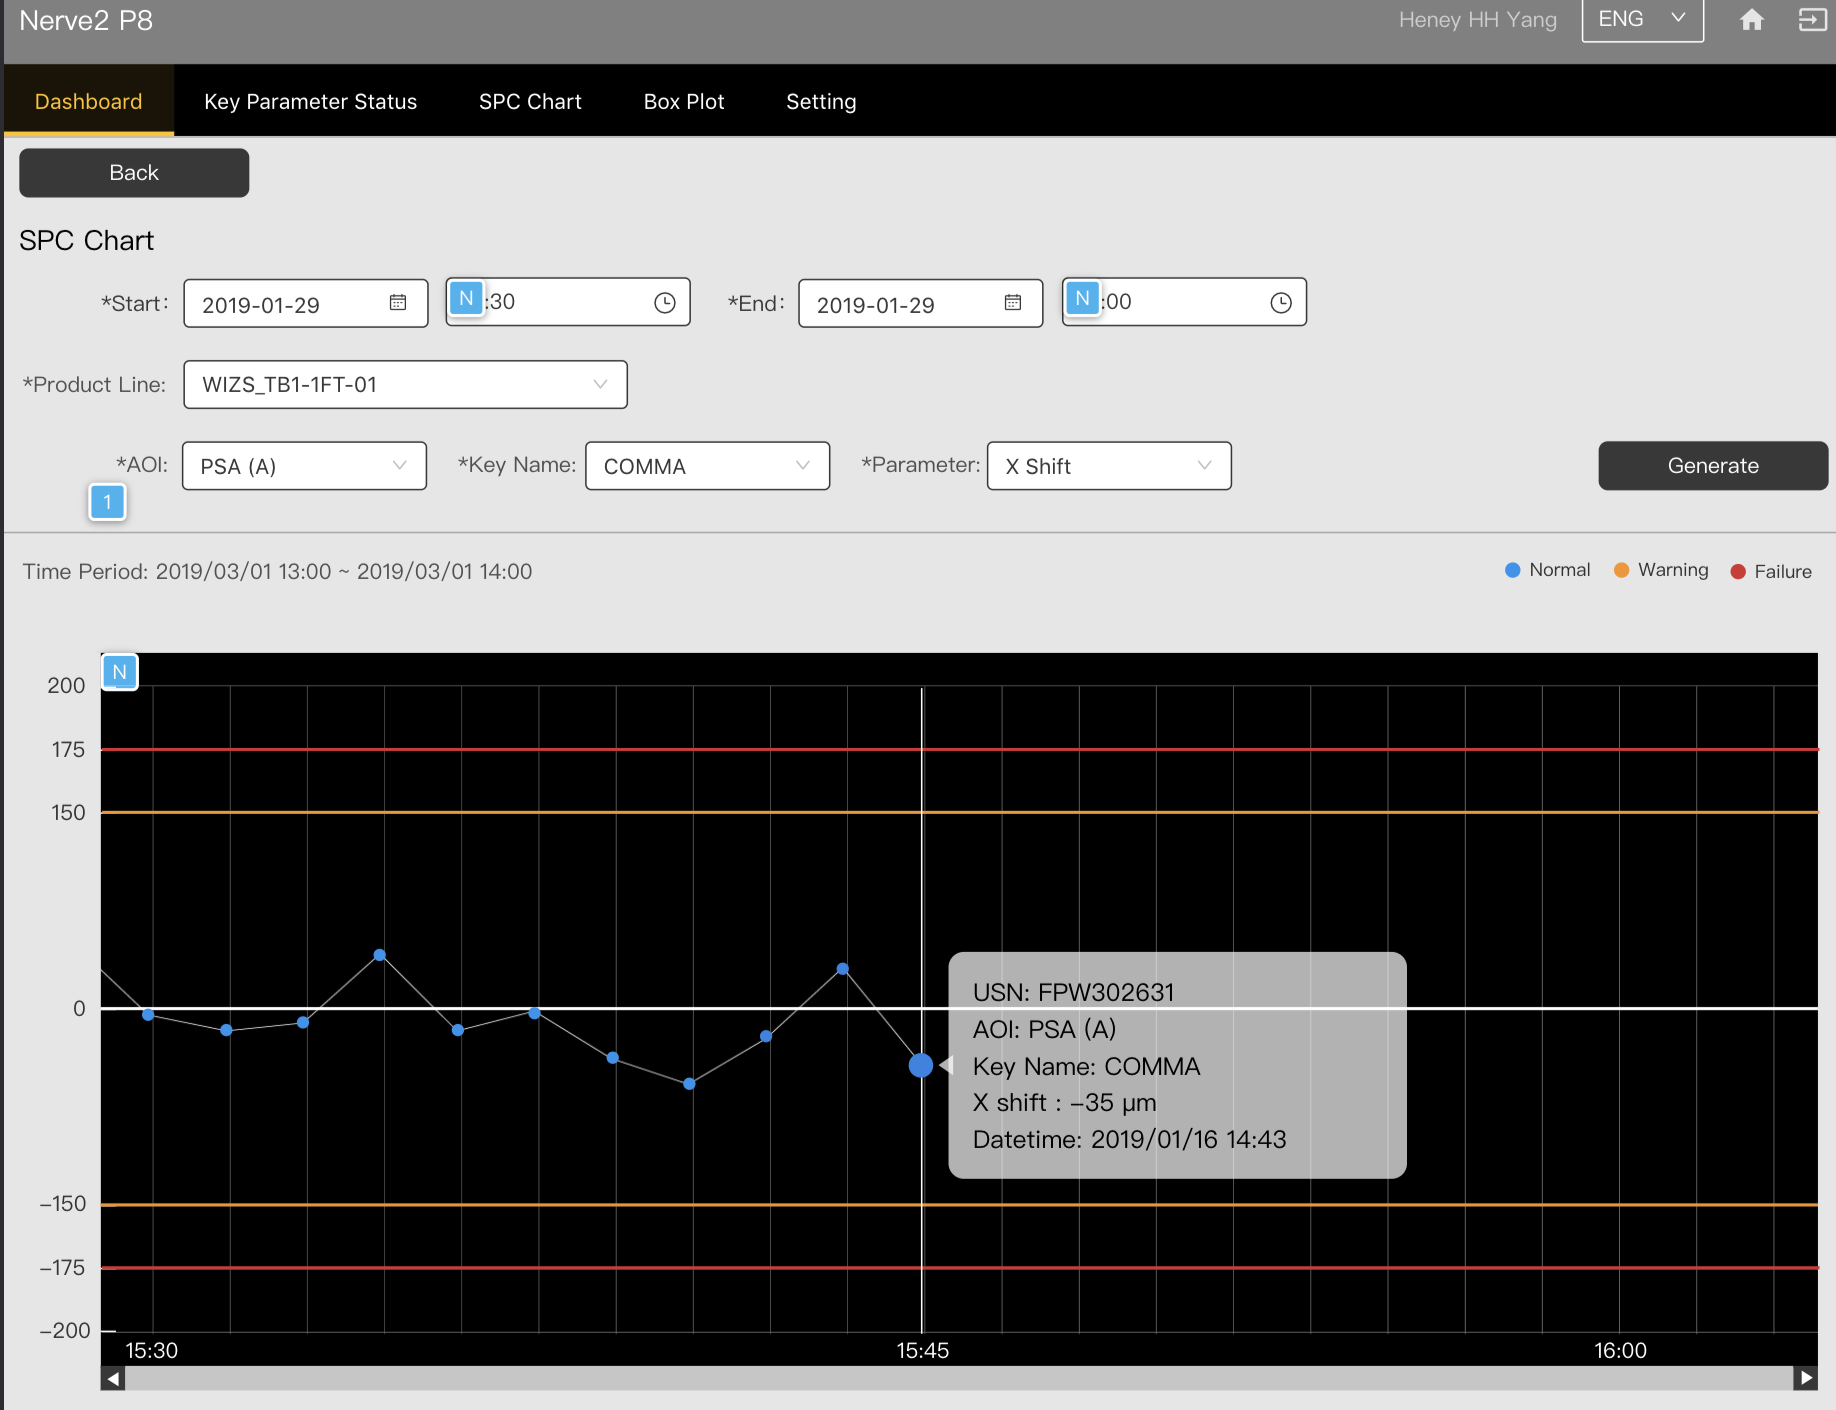 Nerve2 P8
Heney HH Yang
ENG
Dashboard
Key Parameter Status
SPC Chart
Box Plot
Setting
Back
SPC Chart
*Start:
2019-01-29
N
:30
*End:
2019-01-29
N
:00
*Product Line:
WIZS_TB1-1FT-01
*AOI:
PSA (A)
*Key Name:
COMMA
*Parameter:
X Shift
Generate
1
Time Period: 2019/03/01 13:00 ~ 2019/03/01 14:00
Normal
Warning
Failure
N
200
175
150
0
−150
−175
−200
USN: FPW302631
AOI: PSA (A)
Key Name: COMMA
X shift : −35 μm
Datetime: 2019/01/16 14:43
15:30
15:45
16:00